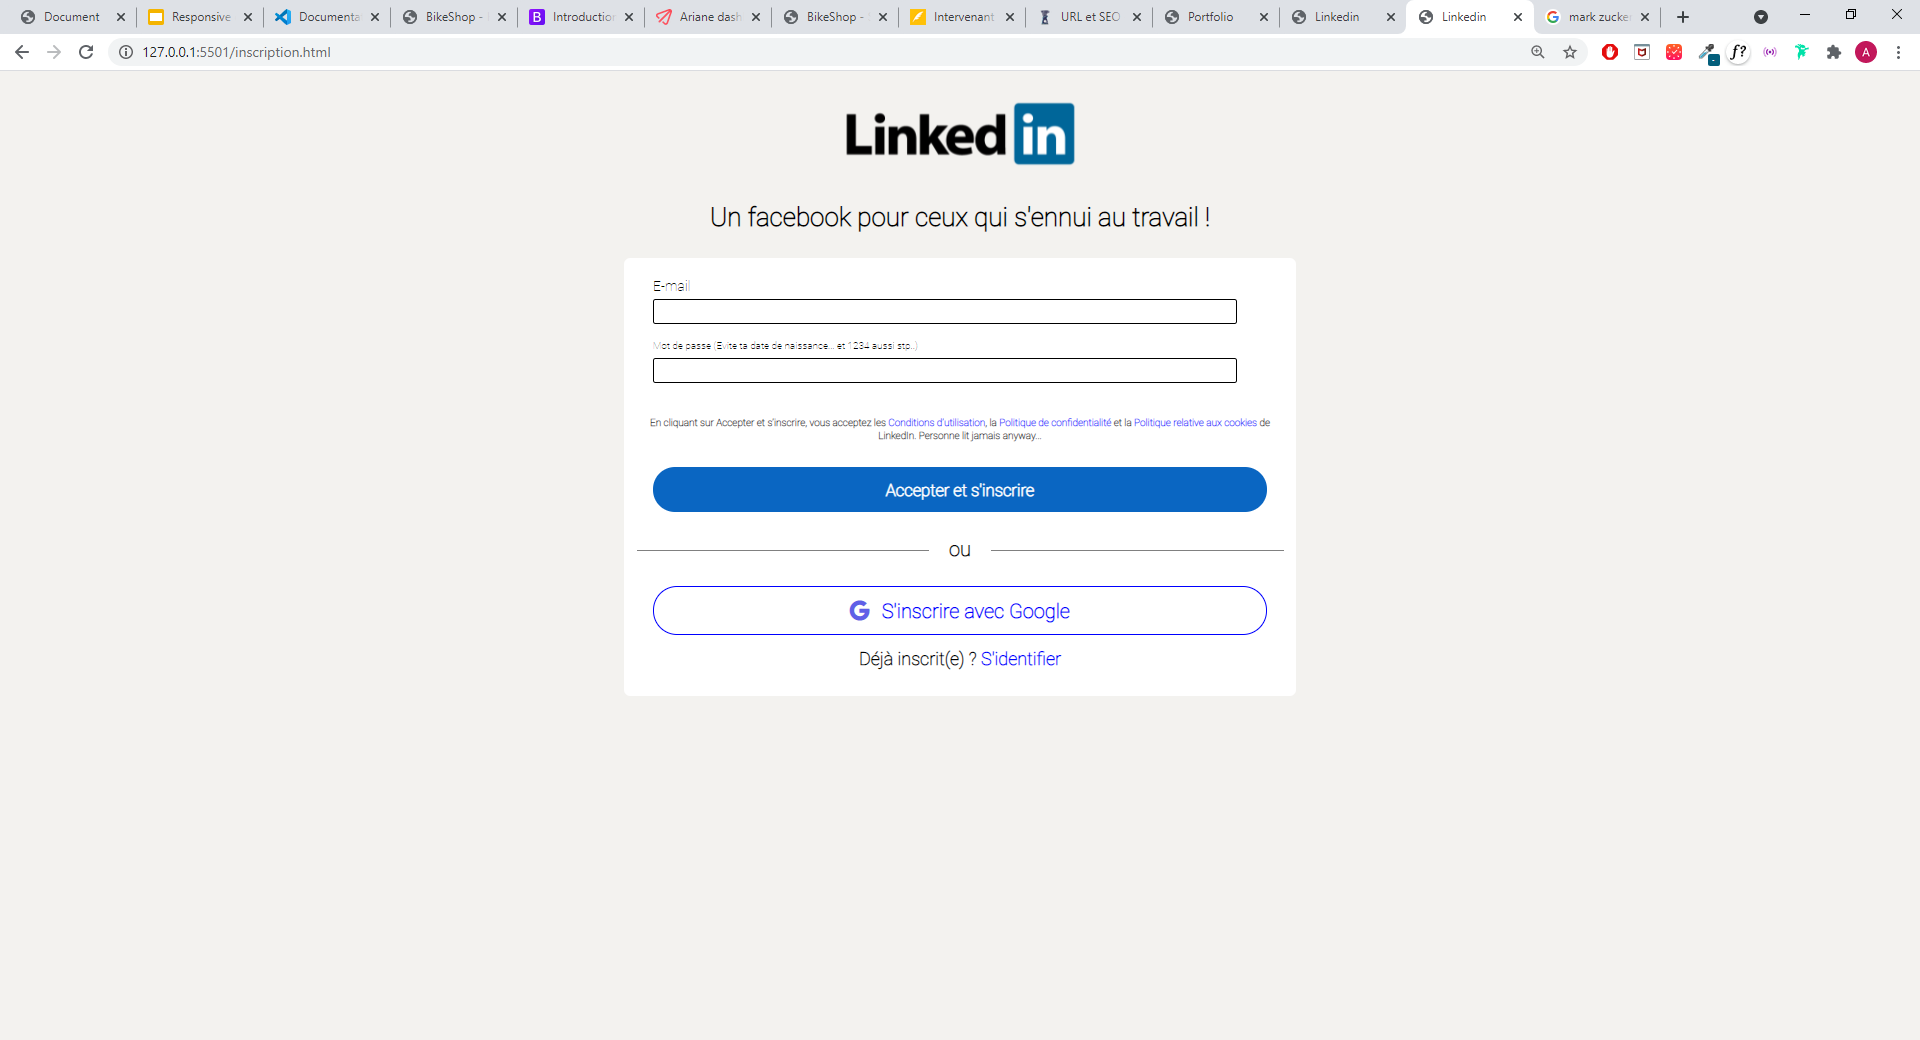 Document
Responsive
Documenta
BikeShop -
Introduction
Ariane dash
BikeShop -
Intervenant
URL et SEO
Portfolio
Linkedin
Linkedin
mark zucker
127.0.0.1:5501/inscription.html
f?
A
Linked in
Un facebook pour ceux qui s'ennui au travail !
E-mail
Mot de passe (Evite ta date de naissance... et 1234 aussi stp..)
En cliquant sur Accepter et s'inscrire, vous acceptez les Conditions d'utilisation, la Politique de confidentialité et la Politique relative aux cookies de
LinkedIn. Personne lit jamais anyway...
Accepter et s'inscrire
ou
G S'inscrire avec Google
Déjà inscrit(e) ? S'identifier